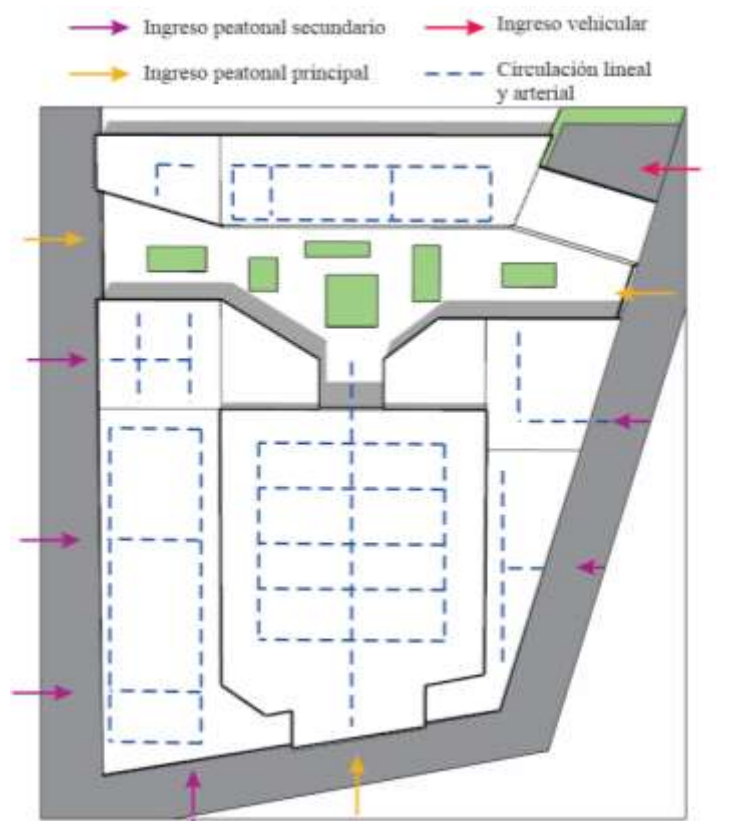 Ingreso peatonal secundario
Ingreso vehicular
Ingreso peatonal principal
Circulación lineal
y arterial